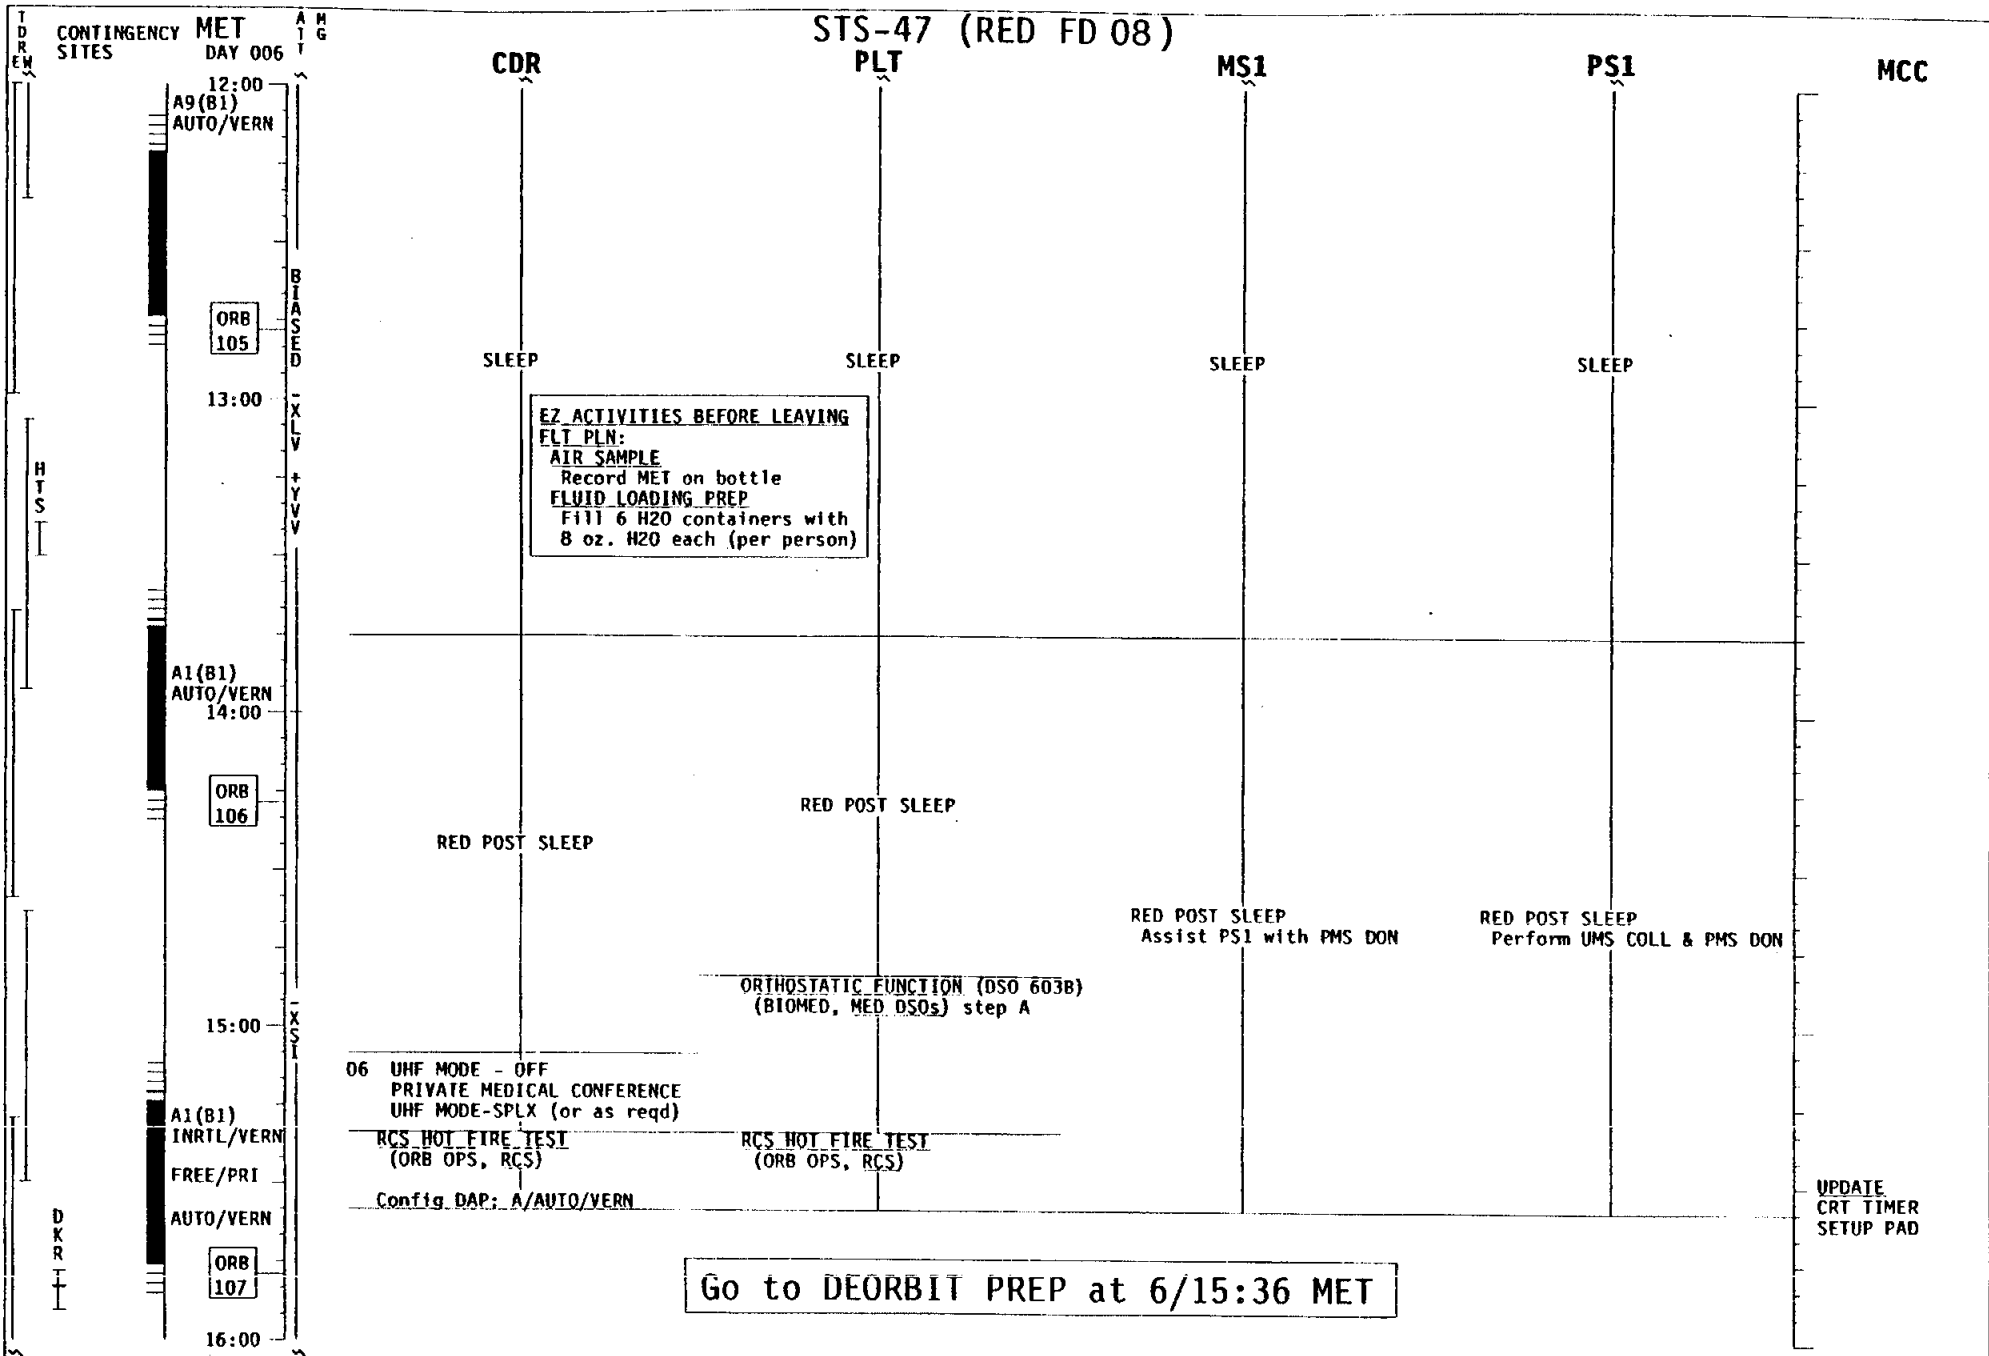 STS-47 (RED FD 08)
T
D
R
E W
CONTINGENCY
SITES
MET
DAY 006
A
T
T
M
G
CDR
PLT
MS1
PS1
MCC
12:00
A9(B1)
AUTO/VERN
B
I
A
S
E
D
-
X
L
V
+
Y
V
V
ORB
105
SLEEP
SLEEP
SLEEP
SLEEP
13:00
EZ ACTIVITIES BEFORE LEAVING
FLT PLN:
AIR SAMPLE
Record MET on bottle
FLUID LOADING PREP
Fill 6 H2O containers with
8 oz. H2O each (per person)
H
T
S
A1(B1)
AUTO/VERN
14:00
ORB
106
RED POST SLEEP
RED POST SLEEP
RED POST SLEEP
Assist PS1 with PMS DON
RED POST SLEEP
Perform UMS COLL & PMS DON
ORTHOSTATIC FUNCTION (DSO 603B)
(BIOMED, MED DSOs) step A
-
X
S
I
15:00
06 UHF MODE - OFF
PRIVATE MEDICAL CONFERENCE
UHF MODE-SPLX (or as reqd)
A1(B1)
INRTL/VERN
RCS HOT FIRE TEST
(ORB OPS, RCS)
RCS HOT FIRE TEST
(ORB OPS, RCS)
FREE/PRI
Config DAP: A/AUTO/VERN
UPDATE
CRT TIMER
SETUP PAD
D
K
R
AUTO/VERN
ORB
107
Go to DEORBIT PREP at 6/15:36 MET
16:00